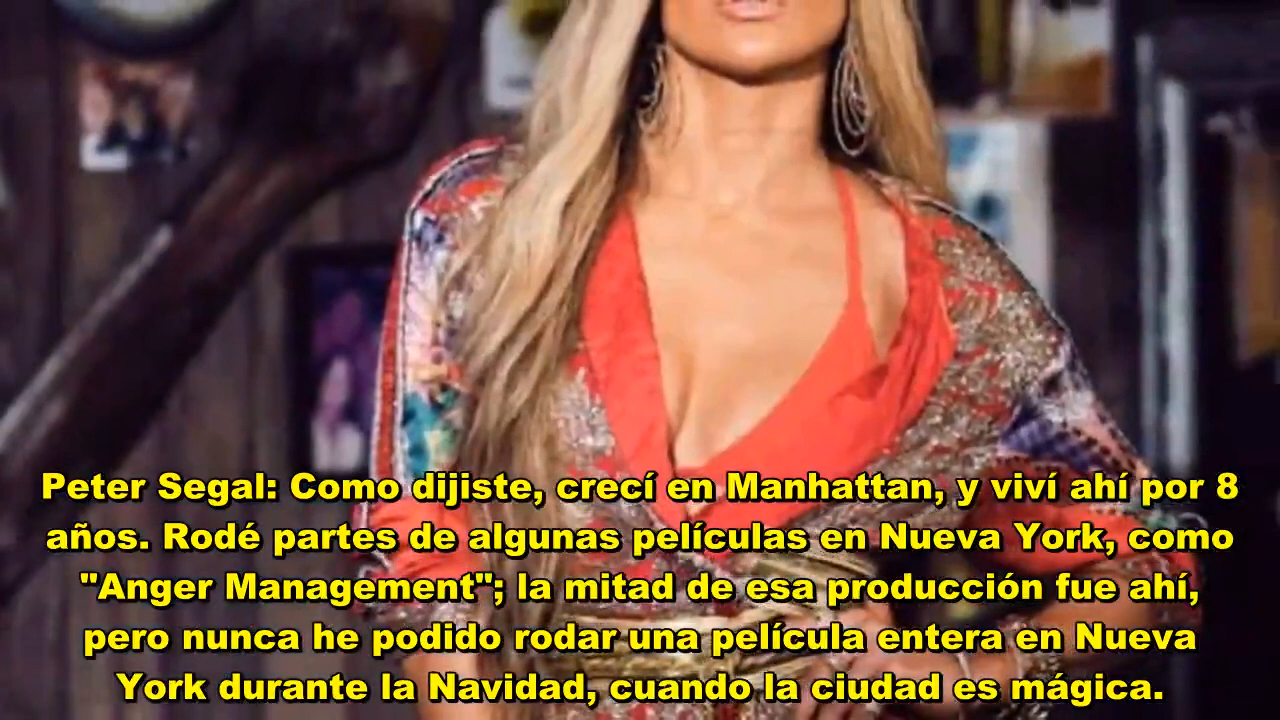 Peter Segal: Como dijiste, crecí en Manhattan, y viví ahí por 8
años. Rodé partes de algunas películas en Nueva York, como
"Anger Management"; la mitad de esa producción fue ahí,
pero nunca he podido rodar una película entera en Nueva
York durante la Navidad, cuando la ciudad es mágica.